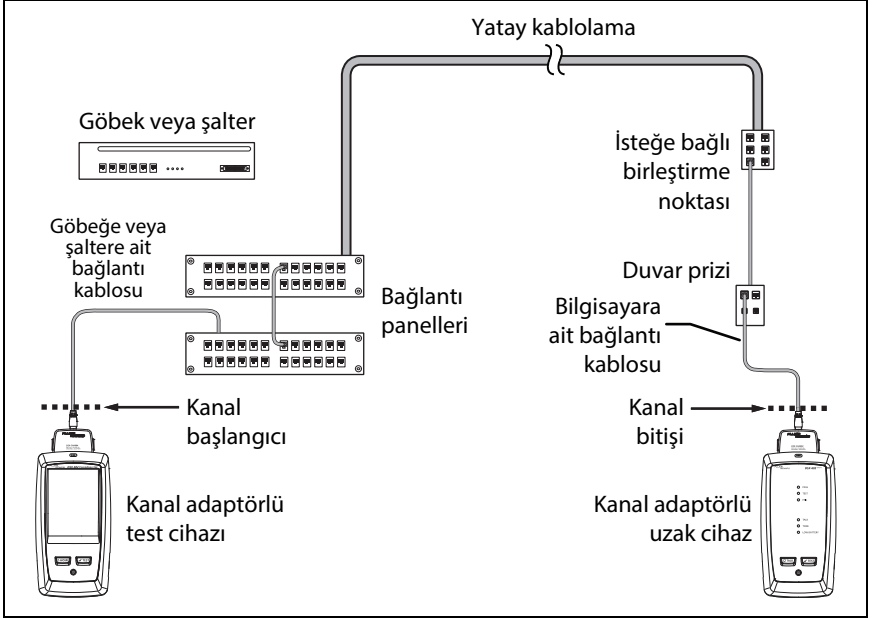 Yatay kablolama
Göbek veya şalter
İsteğe bağlı
birleştirme
noktası
Göbeğe veya
şaltere ait
bağlantı
kablosu
Bağlantı
panelleri
Duvar prizi
Bilgisayara
ait bağlantı
kablosu
Kanal
başlangıcı
Kanal
bitişi
Kanal adaptörlü
test cihazı
Kanal adaptörlü
uzak cihaz